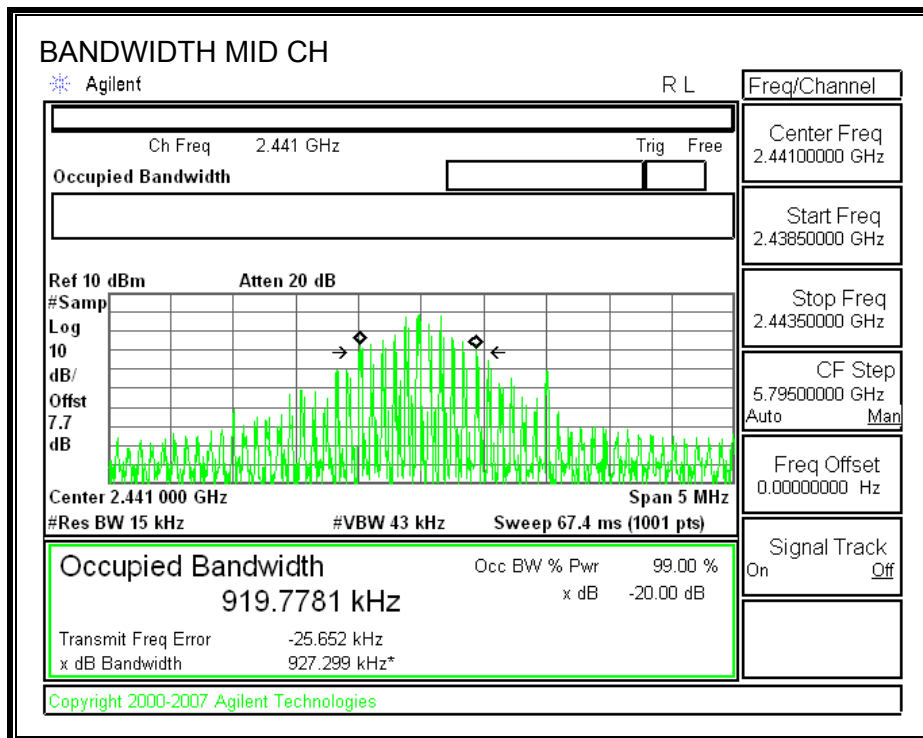 BANDWIDTH MID CH
Agilent R L
Freq/Channel
Ch Freq 2.441 GHz Trig Free
Occupied Bandwidth
Center Freq
2.44100000 GHz
Start Freq
2.43850000 GHz
Stop Freq
2.44350000 GHz
CF Step
5.79500000 GHz
Auto Man
Freq Offset
0.00000000 Hz
Signal Track
On Off
Ref 10 dBm Atten 20 dB
#Samp
Log
10
dB/
Offst
7.7
dB
Center 2.441 000 GHz Span 5 MHz
#Res BW 15 kHz #VBW 43 kHz Sweep 67.4 ms (1001 pts)
Occupied Bandwidth Occ BW % Pwr 99.00 %
919.7781 kHz x dB -20.00 dB
Transmit Freq Error -25.652 kHz
x dB Bandwidth 927.299 kHz*
Copyright 2000-2007 Agilent Technologies